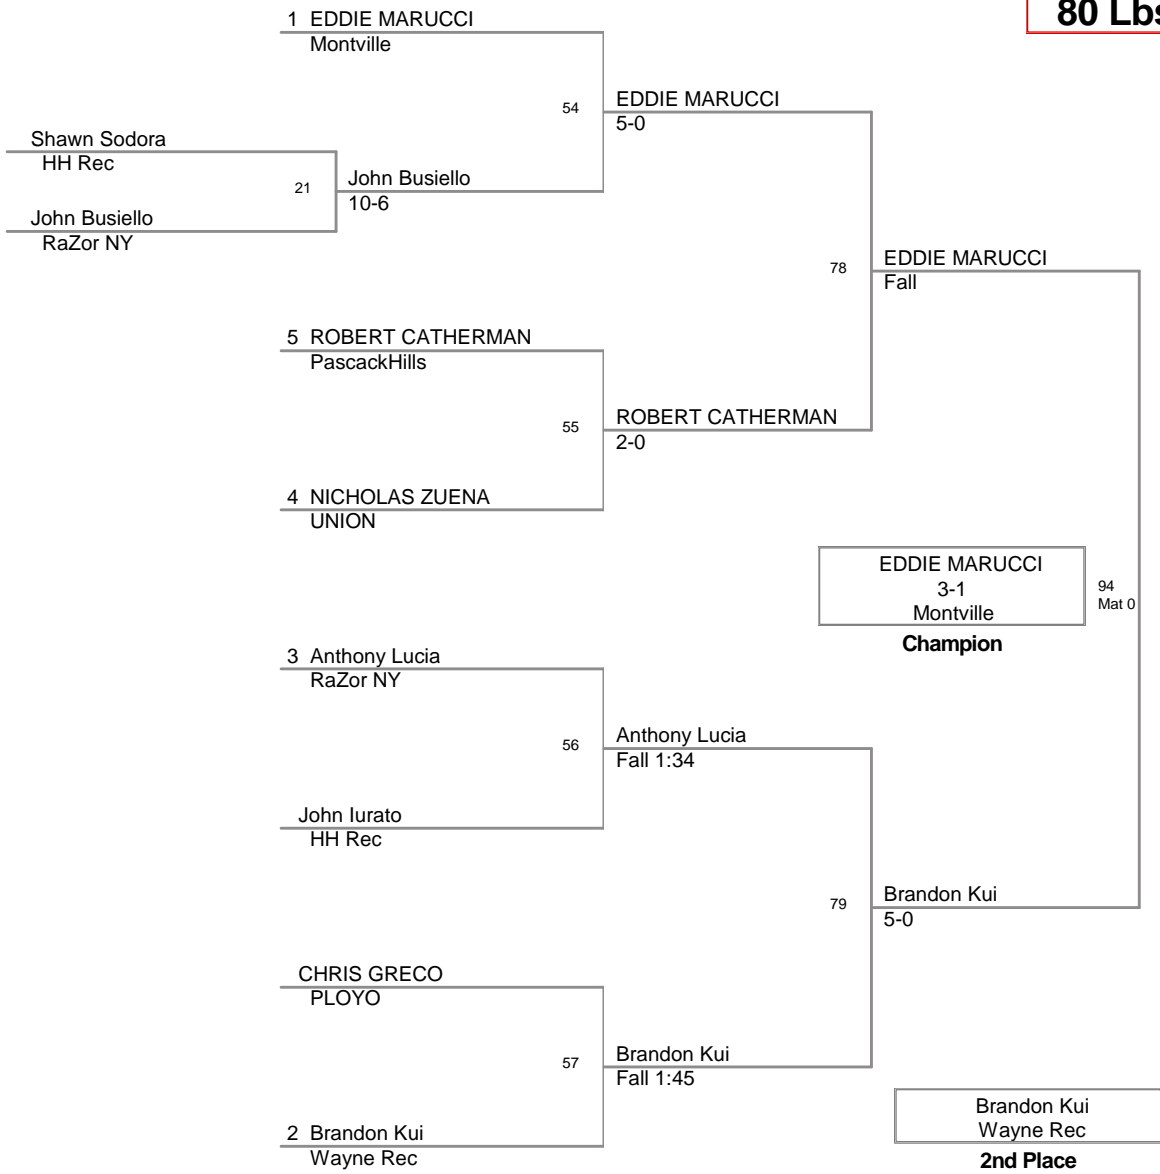 80 Lbs
1 EDDIE MARUCCI
Montville
54
EDDIE MARUCCI
5-0
Shawn Sodora
HH Rec
21
John Busiello
10-6
John Busiello
RaZor NY
78
EDDIE MARUCCI
Fall
5 ROBERT CATHERMAN
PascackHills
55
ROBERT CATHERMAN
2-0
4 NICHOLAS ZUENA
UNION
EDDIE MARUCCI
3-1
Montville
94
Mat 0
Champion
3 Anthony Lucia
RaZor NY
56
Anthony Lucia
Fall 1:34
John Iurato
HH Rec
79
Brandon Kui
5-0
CHRIS GRECO
PLOYO
57
Brandon Kui
Fall 1:45
2 Brandon Kui
Wayne Rec
Brandon Kui
Wayne Rec
2nd Place